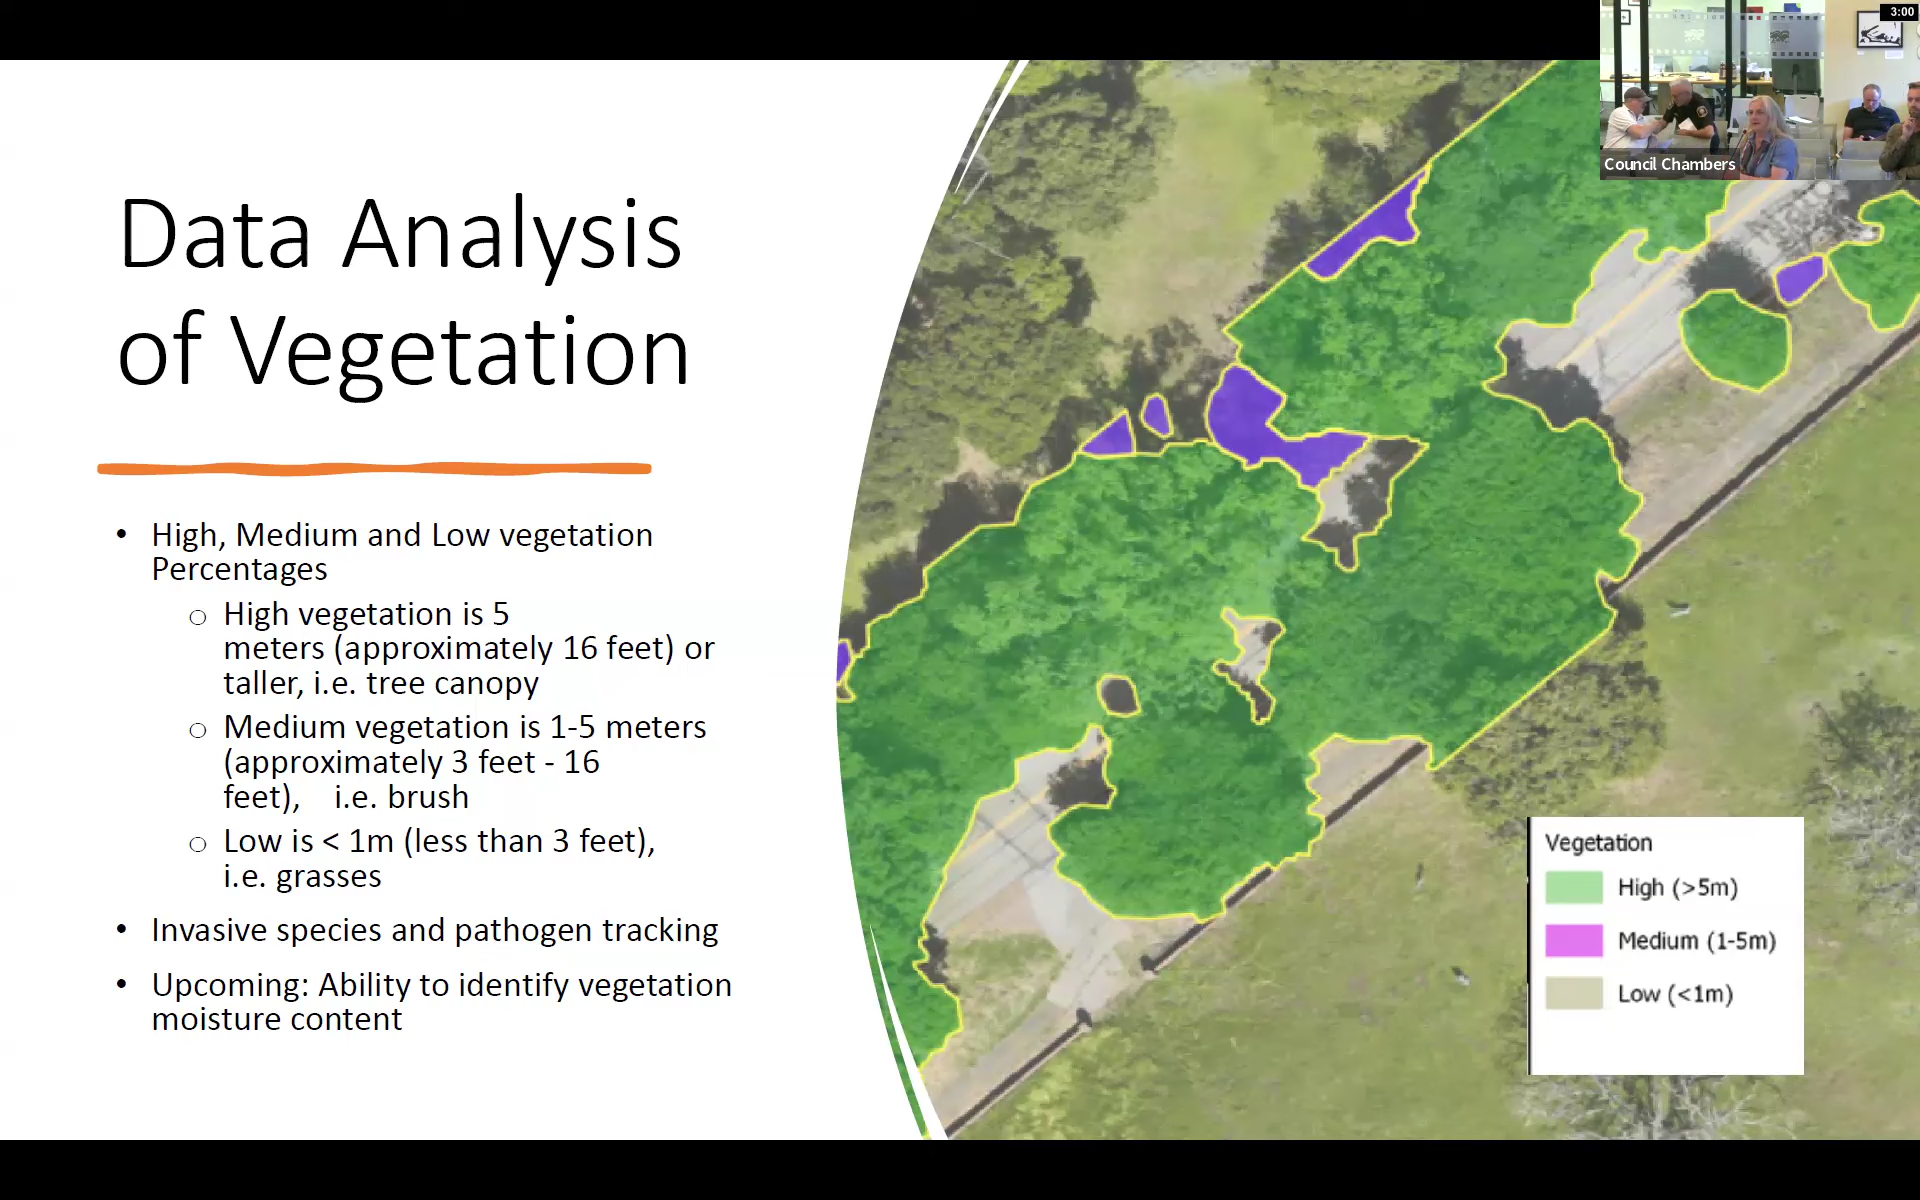 3:00
Council Chambers
Data Analysis
of Vegetation
• High, Medium and Low vegetation
Percentages
○ High vegetation is 5
meters (approximately 16 feet) or
taller, i.e. tree canopy
○ Medium vegetation is 1-5 meters
(approximately 3 feet - 16
feet), i.e. brush
○ Low is < 1m (less than 3 feet),
i.e. grasses
• Invasive species and pathogen tracking
• Upcoming: Ability to identify vegetation
moisture content
Vegetation
High (>5m)
Medium (1-5m)
Low (<1m)